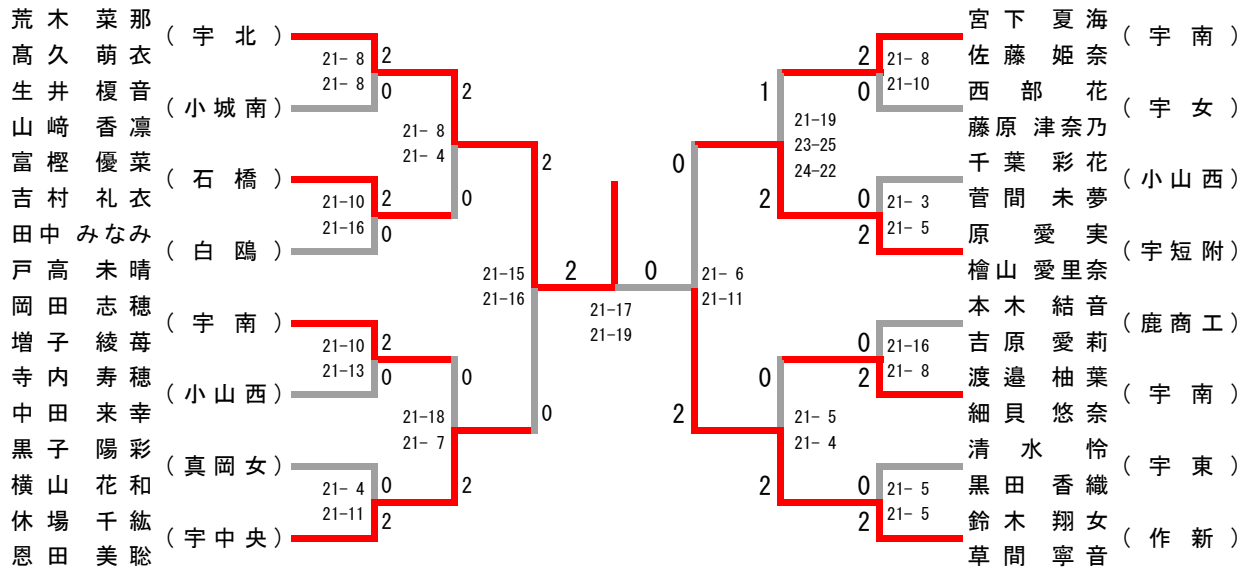 荒木 菜那
髙久 萌衣
(宇北)
生井 榎音
山﨑 香凛
(小城南)
富樫 優菜
吉村 礼衣
(石橋)
田中 みなみ
戸高 未晴
(白鴎)
岡田 志穂
増子 綾苺
(宇南)
寺内 寿穂
中田 来幸
(小山西)
黒子 陽彩
横山 花和
(真岡女)
休場 千紘
恩田 美聡
(宇中央)
21- 8
21- 8
2
0
21-10
21-16
2
0
21-10
21-13
2
0
21- 4
21-11
0
2
21- 8
21- 4
2
0
21-18
21- 7
0
2
21-15
21-16
2
0
2
0
21-17
21-19
0
2
21- 6
21-11
1
2
21-19
23-25
24-22
0
2
21- 5
21- 4
2
0
21- 8
21-10
0
2
21- 3
21- 5
0
2
21-16
21- 8
0
2
21- 5
21- 5
宮下 夏海
佐藤 姫奈
(宇南)
西部 花
藤原 津奈乃
(宇女)
千葉 彩花
菅間 未夢
(小山西)
原 愛実
檜山 愛里奈
(宇短附)
本木 結音
吉原 愛莉
(鹿商工)
渡邉 柚葉
細貝 悠奈
(宇南)
清水 怜
黒田 香織
(宇東)
鈴木 翔女
草間 寧音
(作新)